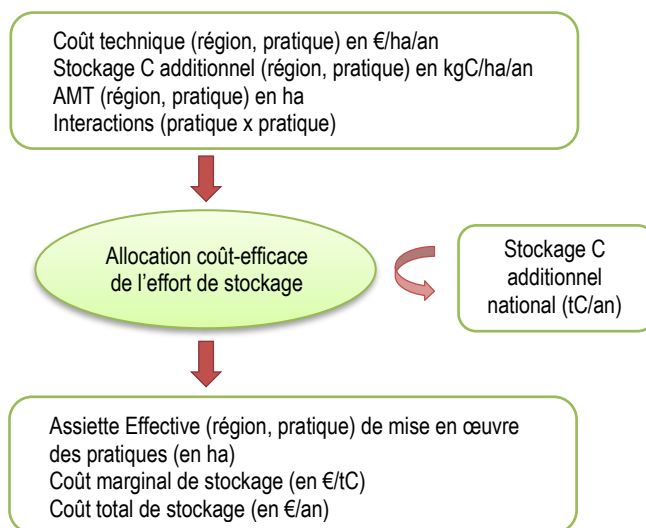 Coût technique (région, pratique) en €/ha/an
Stockage C additionnel (région, pratique) en kgC/ha/an
AMT (région, pratique) en ha
Interactions (pratique x pratique)
Allocation coût-efficace
de l'effort de stockage
Stockage C
additionnel
national (tC/an)
Assiette Effective (région, pratique) de mise en œuvre
des pratiques (en ha)
Coût marginal de stockage (en €/tC)
Coût total de stockage (en €/an)